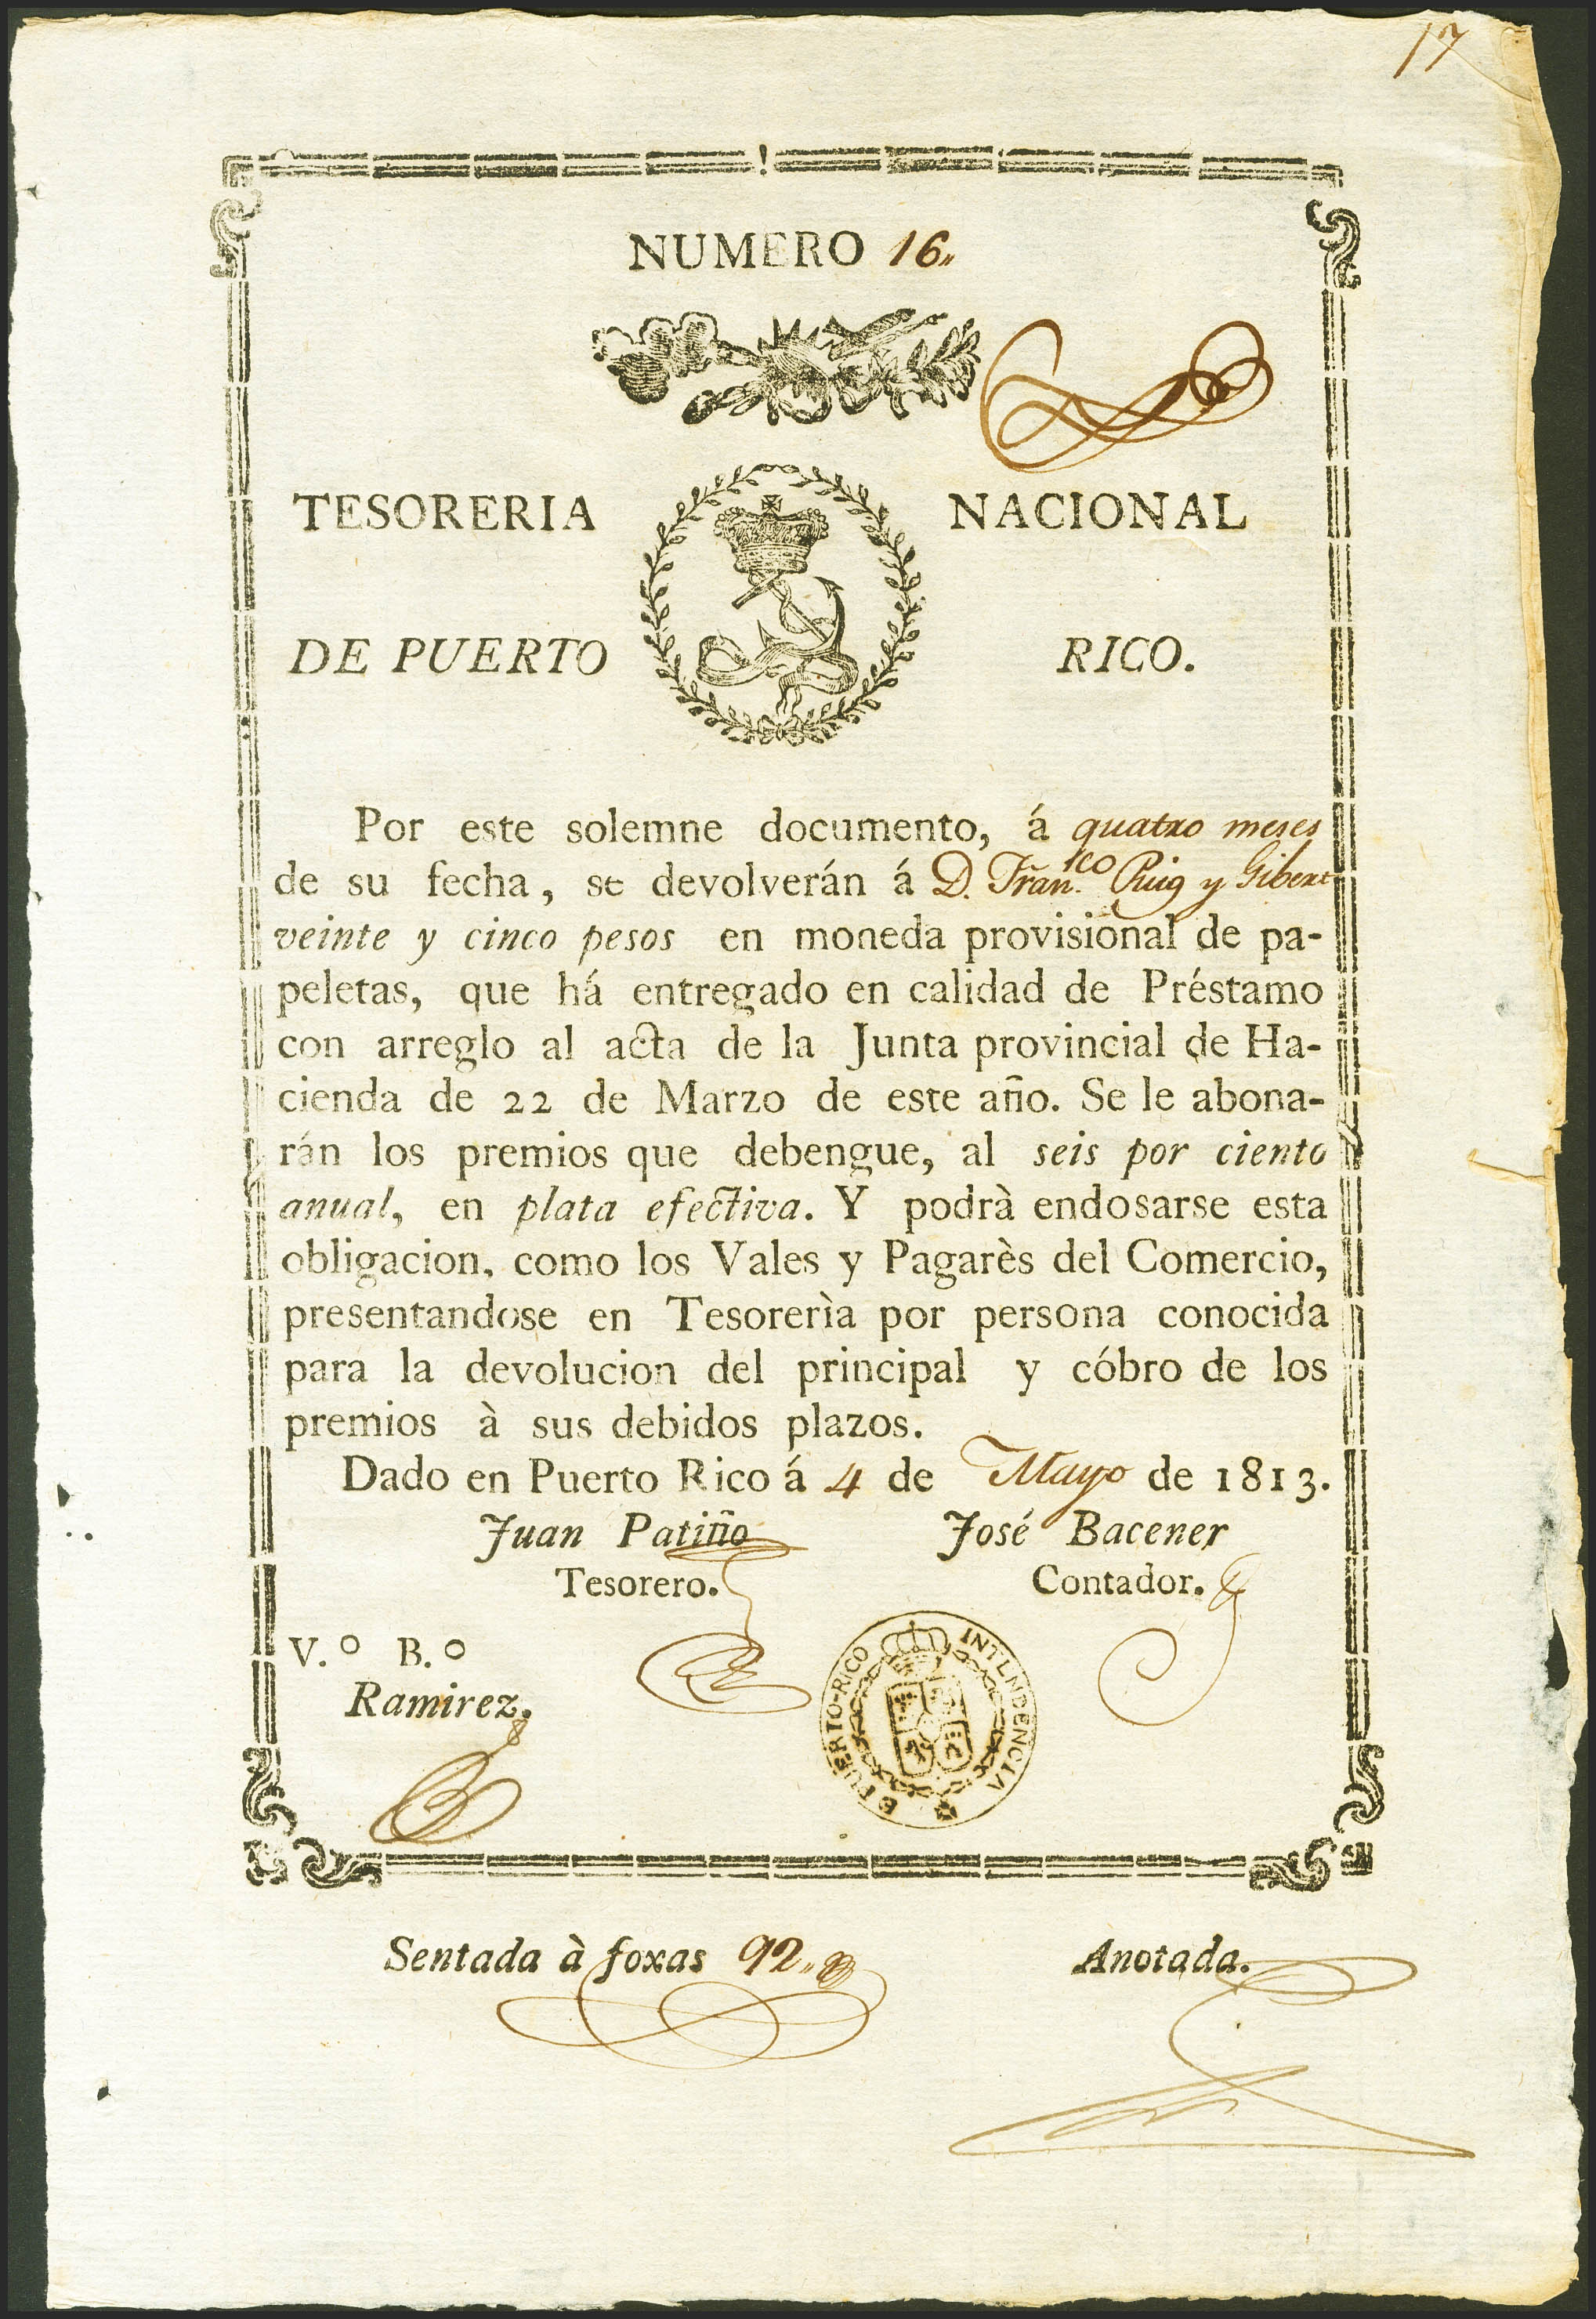 17
NUMERO 16.
TESORERIA NACIONAL
DE PUERTO RICO.
Por este solemne documento, á quatro meses
de su fecha, se devolverán á D. Fran.co Puig y Gibert
veinte y cinco pesos en moneda provisional de pa-
peletas, que há entregado en calidad de Préstamo
con arreglo al acta de la Junta provincial de Ha-
cienda de 22 de Marzo de este año. Se le abona-
rán los premios que debengue, al seis por ciento
anual, en plata efectiva. Y podrà endosarse esta
obligacion, como los Vales y Pagarès del Comercio,
presentandose en Tesorerìa por persona conocida
para la devolucion del principal y cóbro de los
premios à sus debidos plazos.
Dado en Puerto Rico á 4 de Mayo de 1813.
Juan Patiño José Bacener
Tesorero. Contador.
V.º B.º
Ramirez.
INTENDENCIA
DE PUERTO-RICO
Sentada à foxas 92.
Anotada.